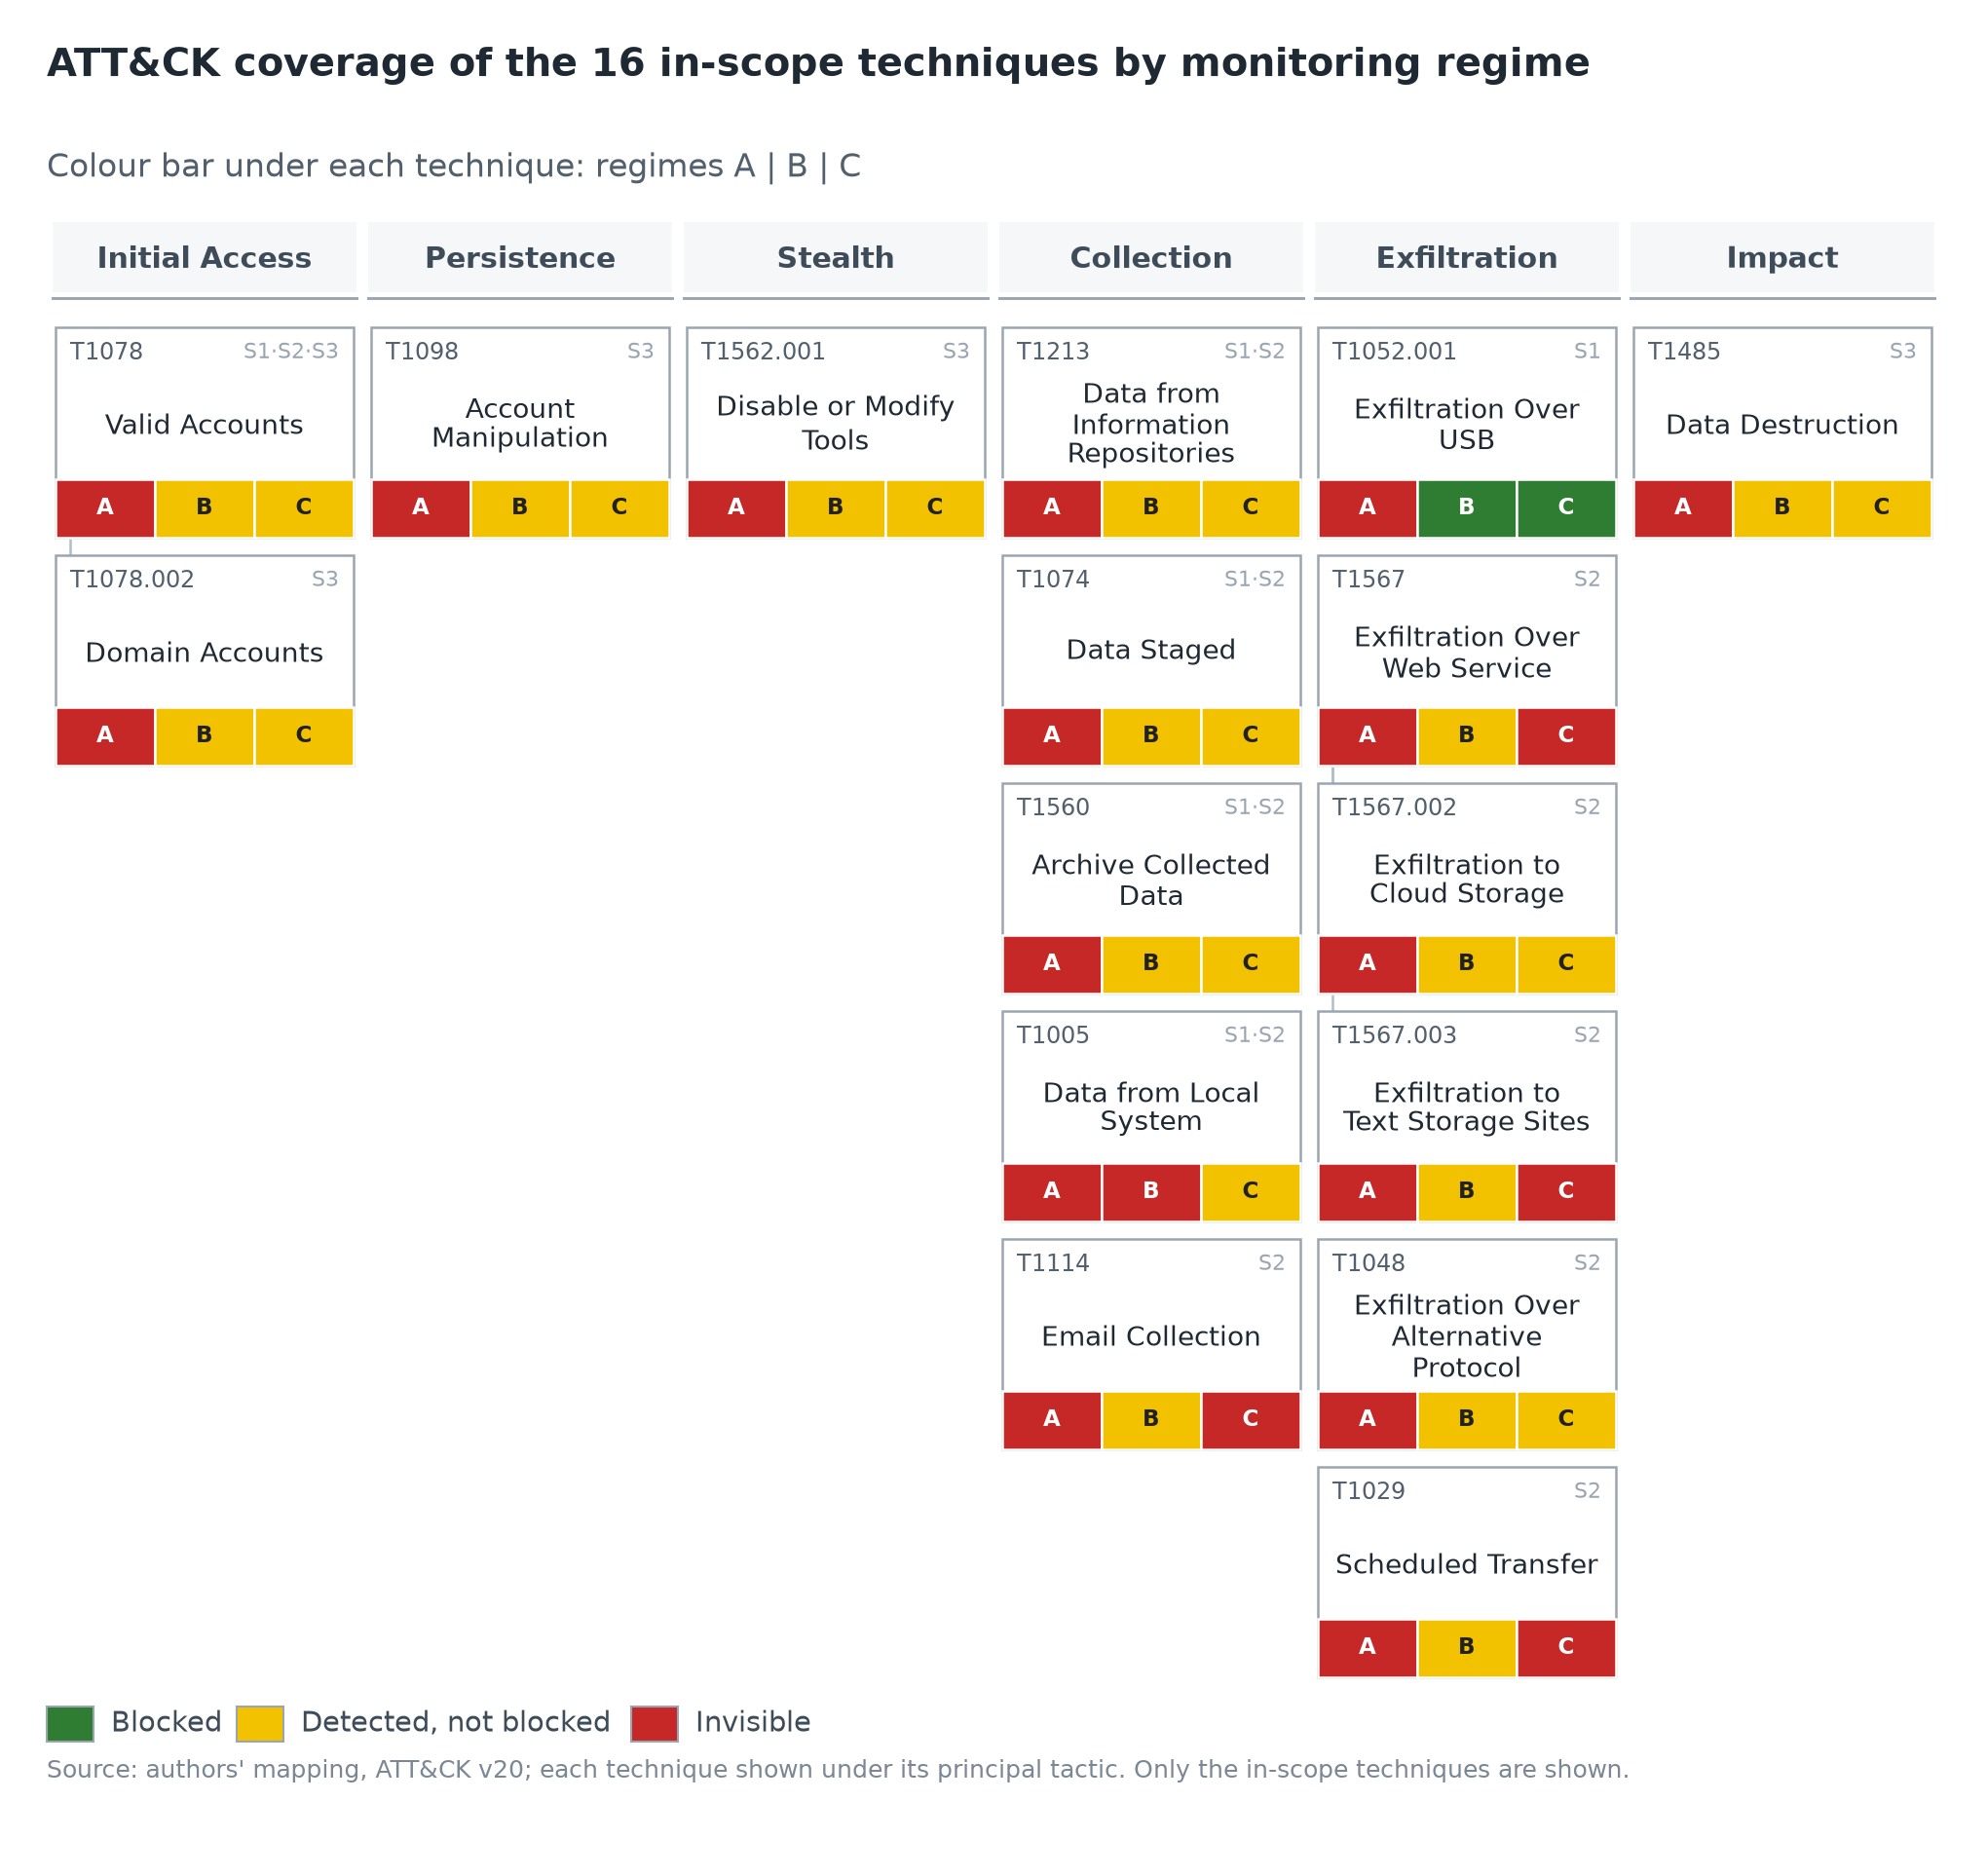 ATT&CK coverage of the 16 in-scope techniques by monitoring regime
Colour bar under each technique: regimes A | B | C
Initial Access
T1078 S1·S2·S3
Valid Accounts
A B C
T1078.002 S3
Domain Accounts
A B C
Persistence
T1098 S3
Account
Manipulation
A B C
Stealth
T1562.001 S3
Disable or Modify
Tools
A B C
Collection
T1213 S1·S2
Data from
Information
Repositories
A B C
T1074 S1·S2
Data Staged
A B C
T1560 S1·S2
Archive Collected
Data
A B C
T1005 S1·S2
Data from Local
System
A B C
T1114 S2
Email Collection
A B C
Exfiltration
T1052.001 S1
Exfiltration Over
USB
A B C
T1567 S2
Exfiltration Over
Web Service
A B C
T1567.002 S2
Exfiltration to
Cloud Storage
A B C
T1567.003 S2
Exfiltration to
Text Storage Sites
A B C
T1048 S2
Exfiltration Over
Alternative
Protocol
A B C
T1029 S2
Scheduled Transfer
A B C
Impact
T1485 S3
Data Destruction
A B C
Blocked Detected, not blocked Invisible
Source: authors' mapping, ATT&CK v20; each technique shown under its principal tactic. Only the in-scope techniques are shown.